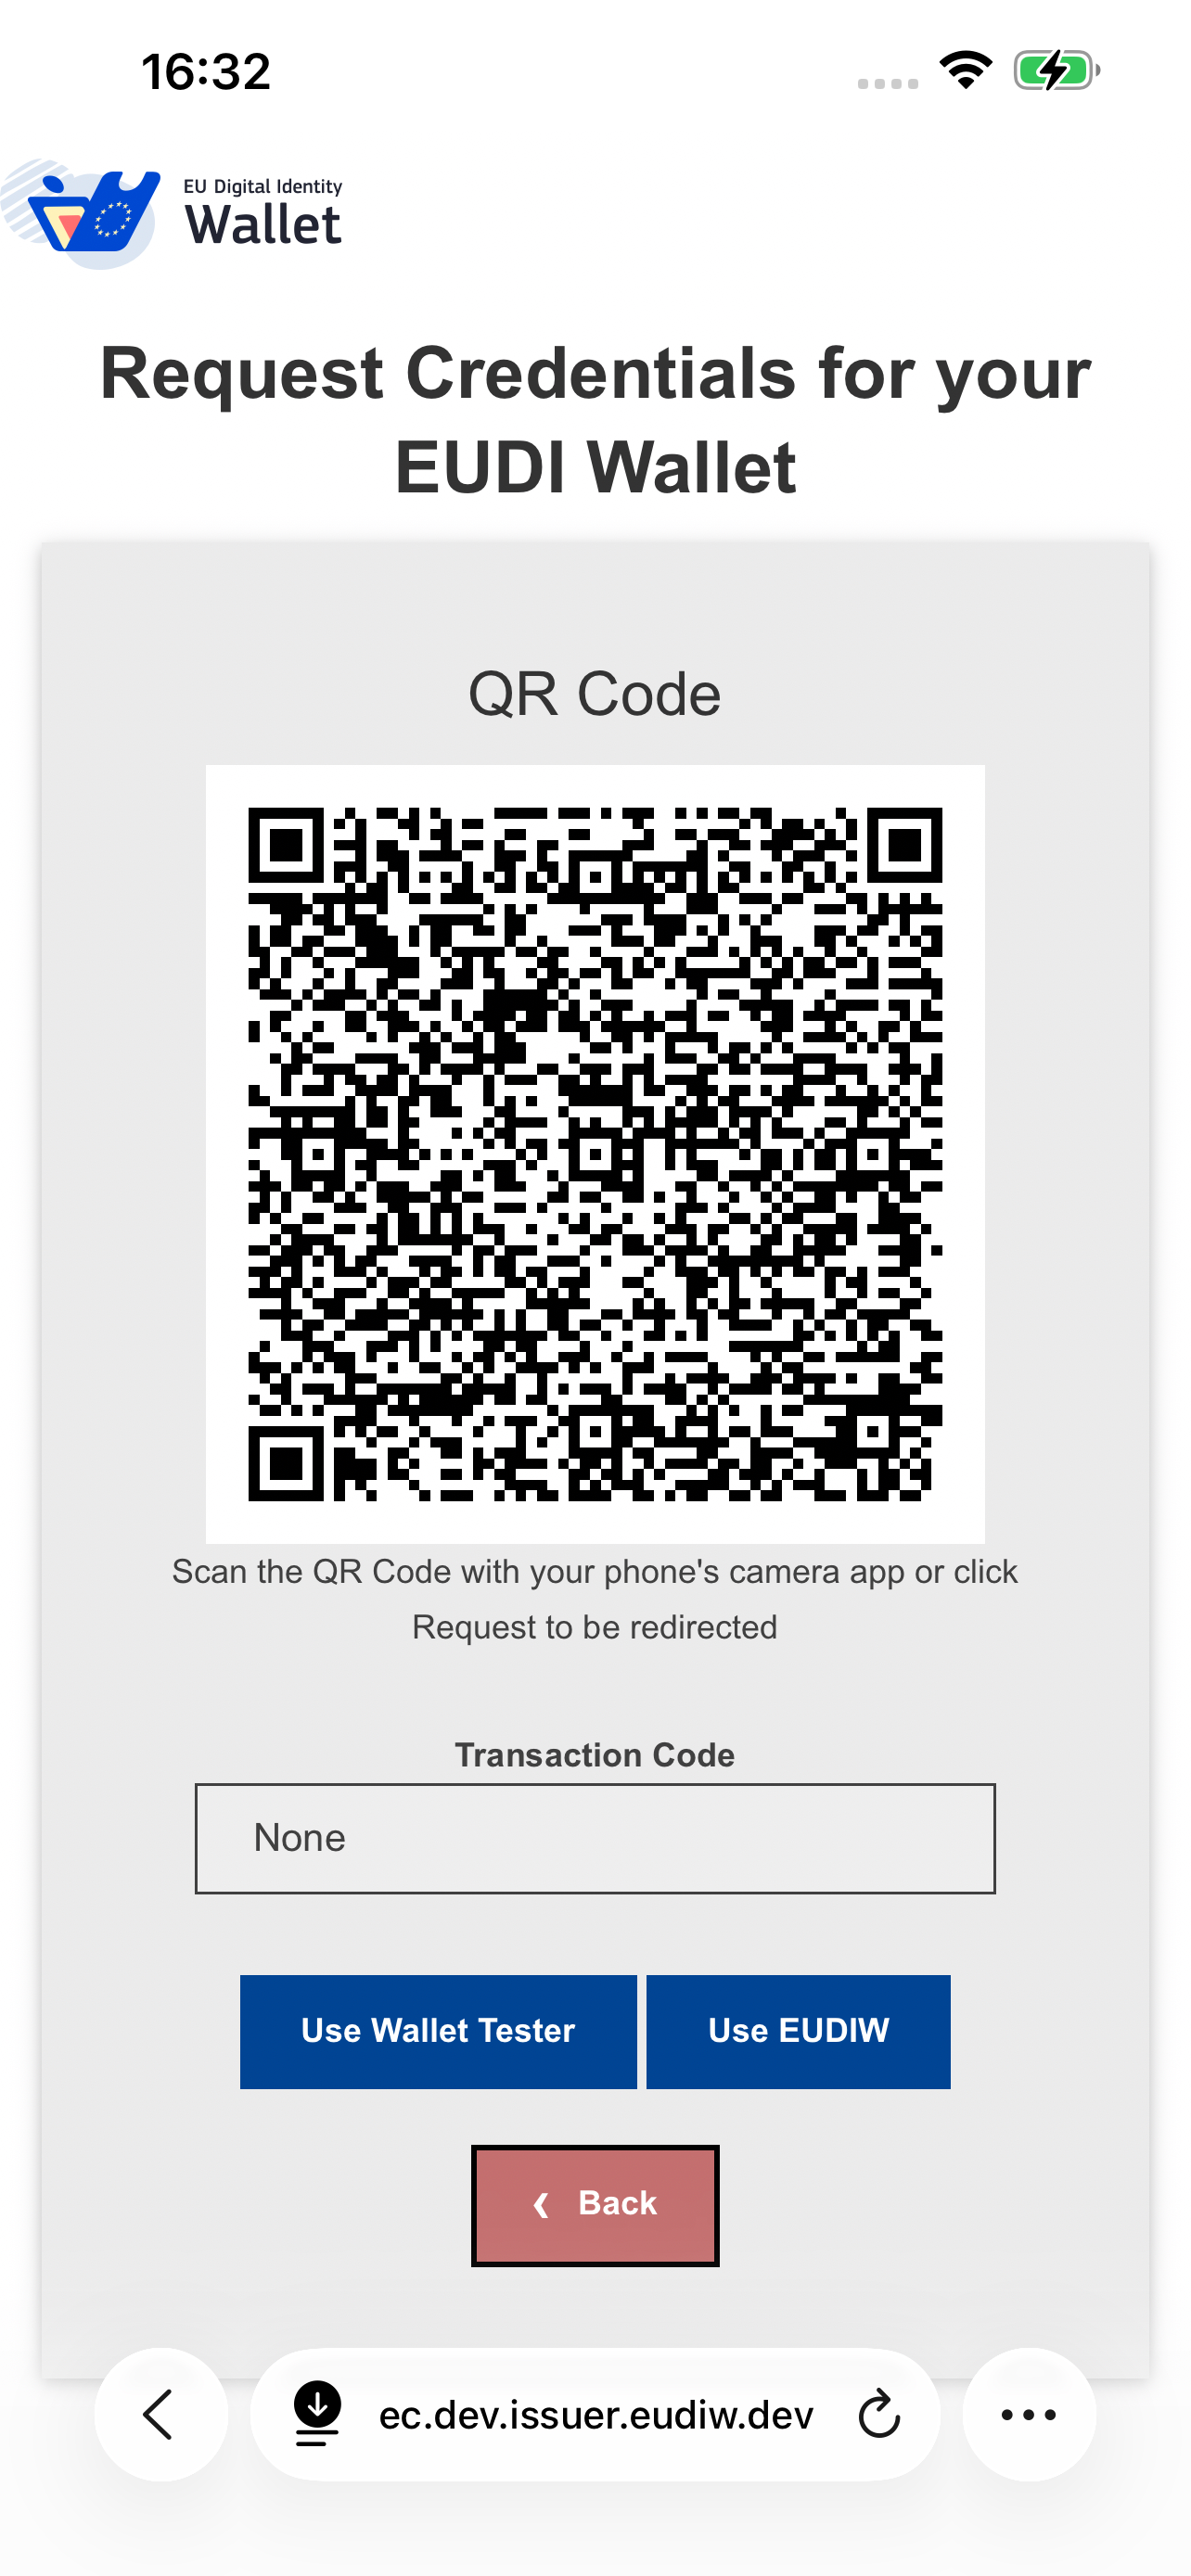 16:32
EU Digital Identity
Wallet
Request Credentials for your
EUDI Wallet
QR Code
Scan the QR Code with your phone's camera app or click
Request to be redirected
Transaction Code
None
Use Wallet Tester
Use EUDIW
‹ Back
ec.dev.issuer.eudiw.dev